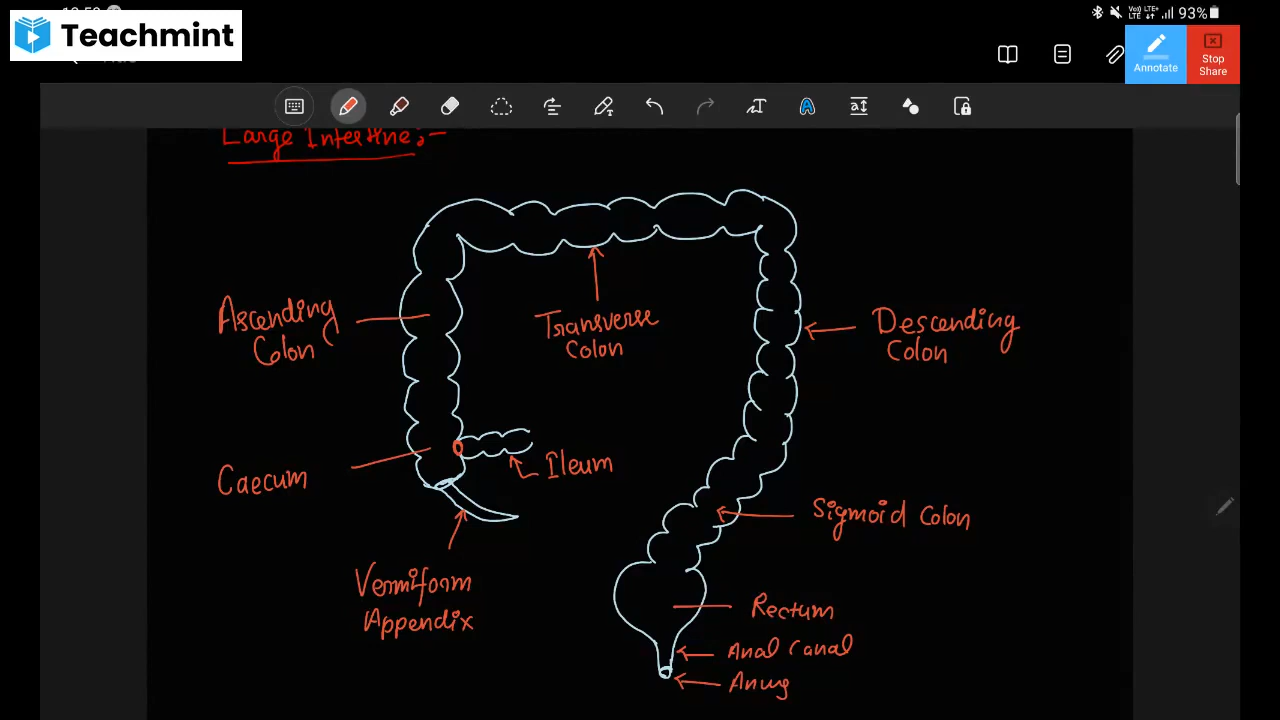 Teachmint
93%
Annotate
Stop
Share
Large Intestine:-
Ascending
Colon
Transverse
Colon
Descending
Colon
Caecum
Ileum
Sigmoid Colon
Vermiform
Appendix
Rectum
Anal Canal
Anus